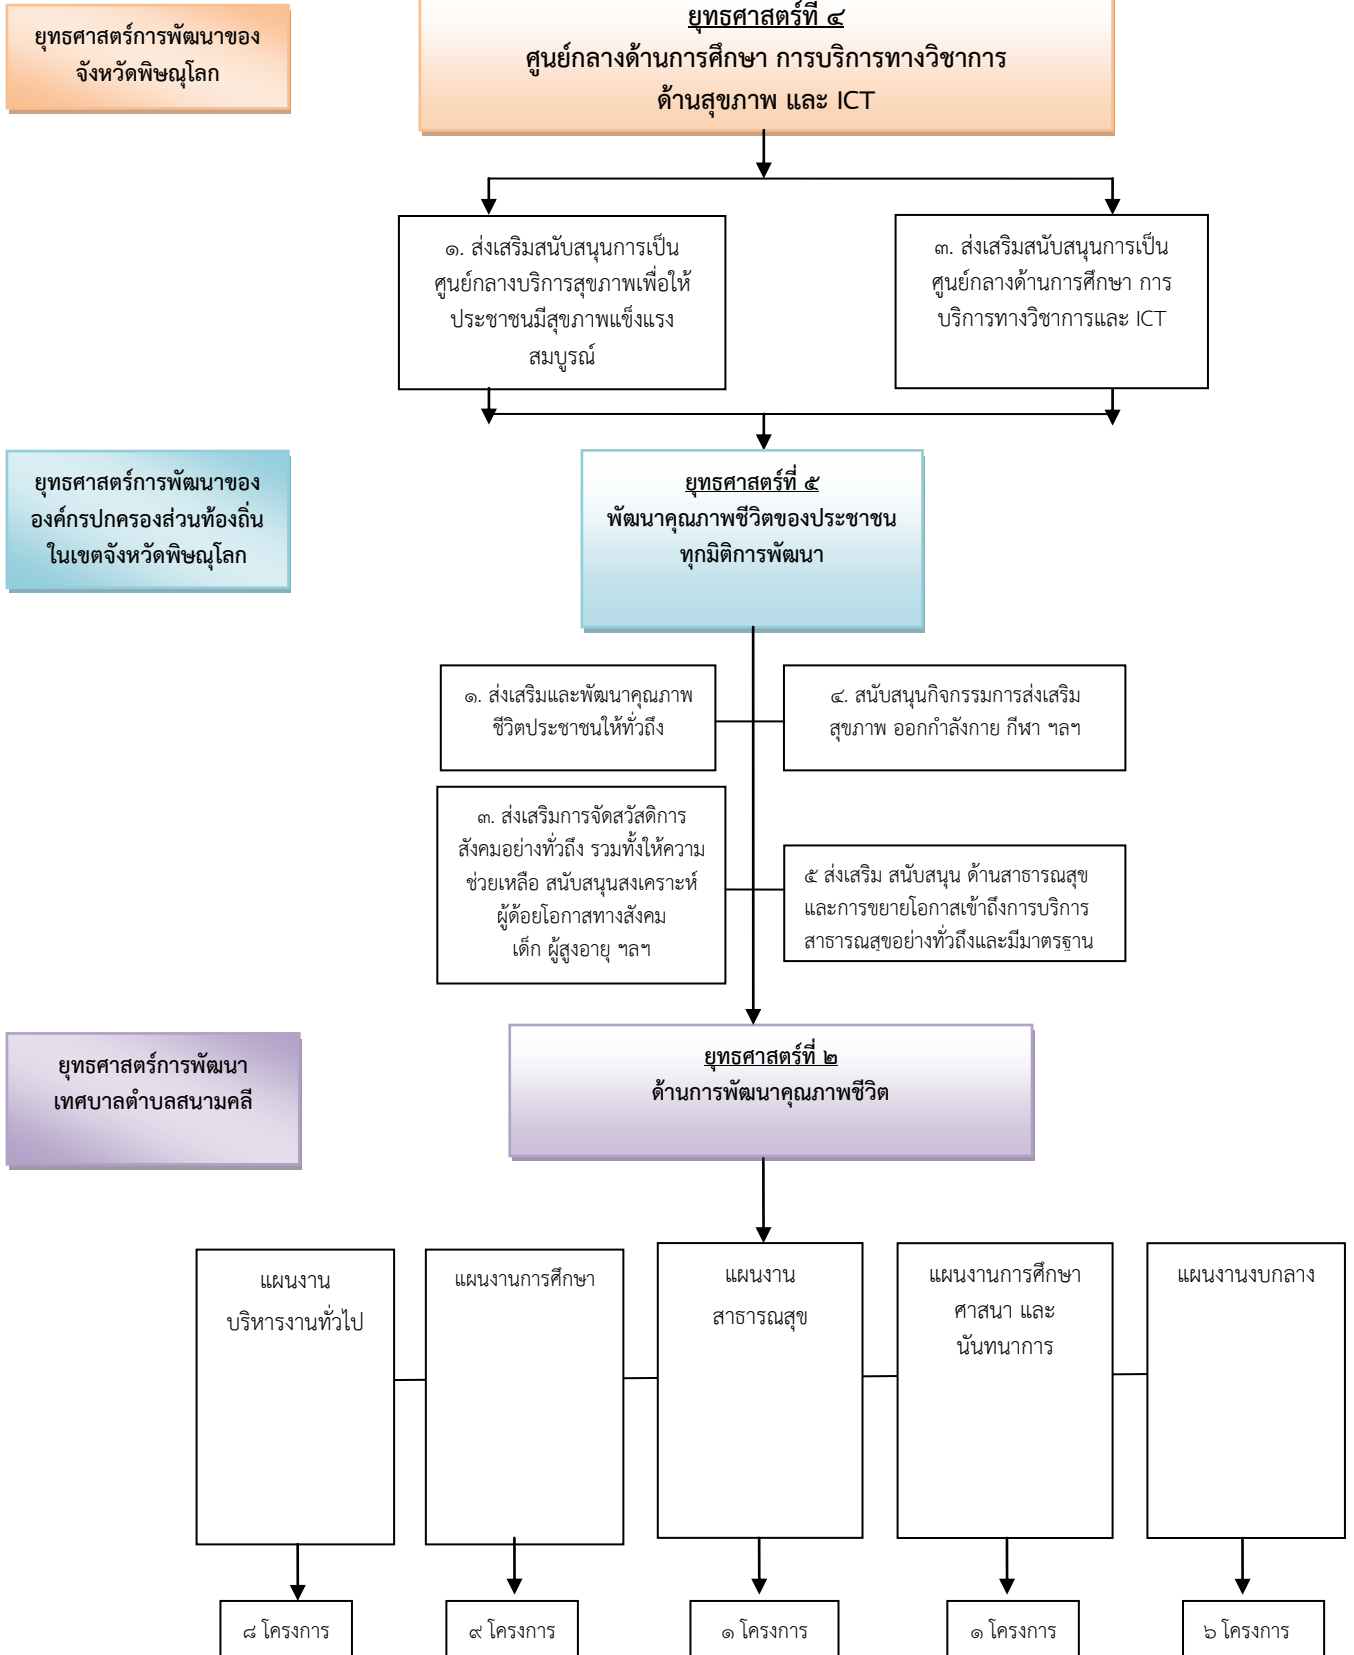 ยุทธศาสตร์การพัฒนาของ
จังหวัดพิษณุโลก
ยุทธศาสตร์ที่ ๔
ศูนย์กลางด้านการศึกษา การบริการทางวิชาการ
ด้านสุขภาพ และ ICT
๑. ส่งเสริมสนับสนุนการเป็น
ศูนย์กลางบริการสุขภาพเพื่อให้
ประชาชนมีสุขภาพแข็งแรง
สมบูรณ์
๓. ส่งเสริมสนับสนุนการเป็น
ศูนย์กลางด้านการศึกษา การ
บริการทางวิชาการและ ICT
ยุทธศาสตร์การพัฒนาของ
องค์กรปกครองส่วนท้องถิ่น
ในเขตจังหวัดพิษณุโลก
ยุทธศาสตร์ที่ ๕
พัฒนาคุณภาพชีวิตของประชาชน
ทุกมิติการพัฒนา
๑. ส่งเสริมและพัฒนาคุณภาพ
ชีวิตประชาชนให้ทั่วถึง
๔. สนับสนุนกิจกรรมการส่งเสริม
สุขภาพ ออกกำลังกาย กีฬา ฯลฯ
๓. ส่งเสริมการจัดสวัสดิการ
สังคมอย่างทั่วถึง รวมทั้งให้ความ
ช่วยเหลือ สนับสนุนสงเคราะห์
ผู้ด้อยโอกาสทางสังคม
เด็ก ผู้สูงอายุ ฯลฯ
๕ ส่งเสริม สนับสนุน ด้านสาธารณสุข
และการขยายโอกาสเข้าถึงการบริการ
สาธารณสุขอย่างทั่วถึงและมีมาตรฐาน
ยุทธศาสตร์การพัฒนา
เทศบาลตำบลสนามคลี
ยุทธศาสตร์ที่ ๒
ด้านการพัฒนาคุณภาพชีวิต
แผนงาน
บริหารงานทั่วไป
แผนงานการศึกษา
แผนงาน
สาธารณสุข
แผนงานการศึกษา
ศาสนา และ
นันทนาการ
แผนงานงบกลาง
๘ โครงการ
๙ โครงการ
๑ โครงการ
๑ โครงการ
๖ โครงการ